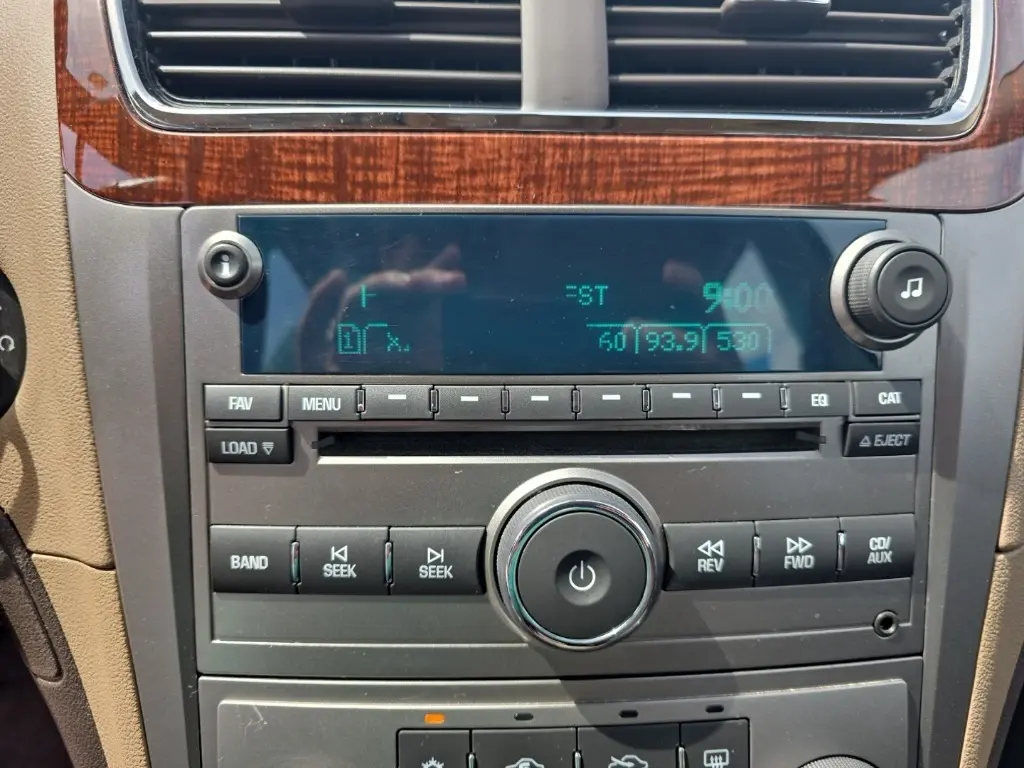 ST 9:00
1 60 93.9 530
FAV MENU EQ CAT
LOAD EJECT
BAND SEEK SEEK REV FWD CD/
AUX